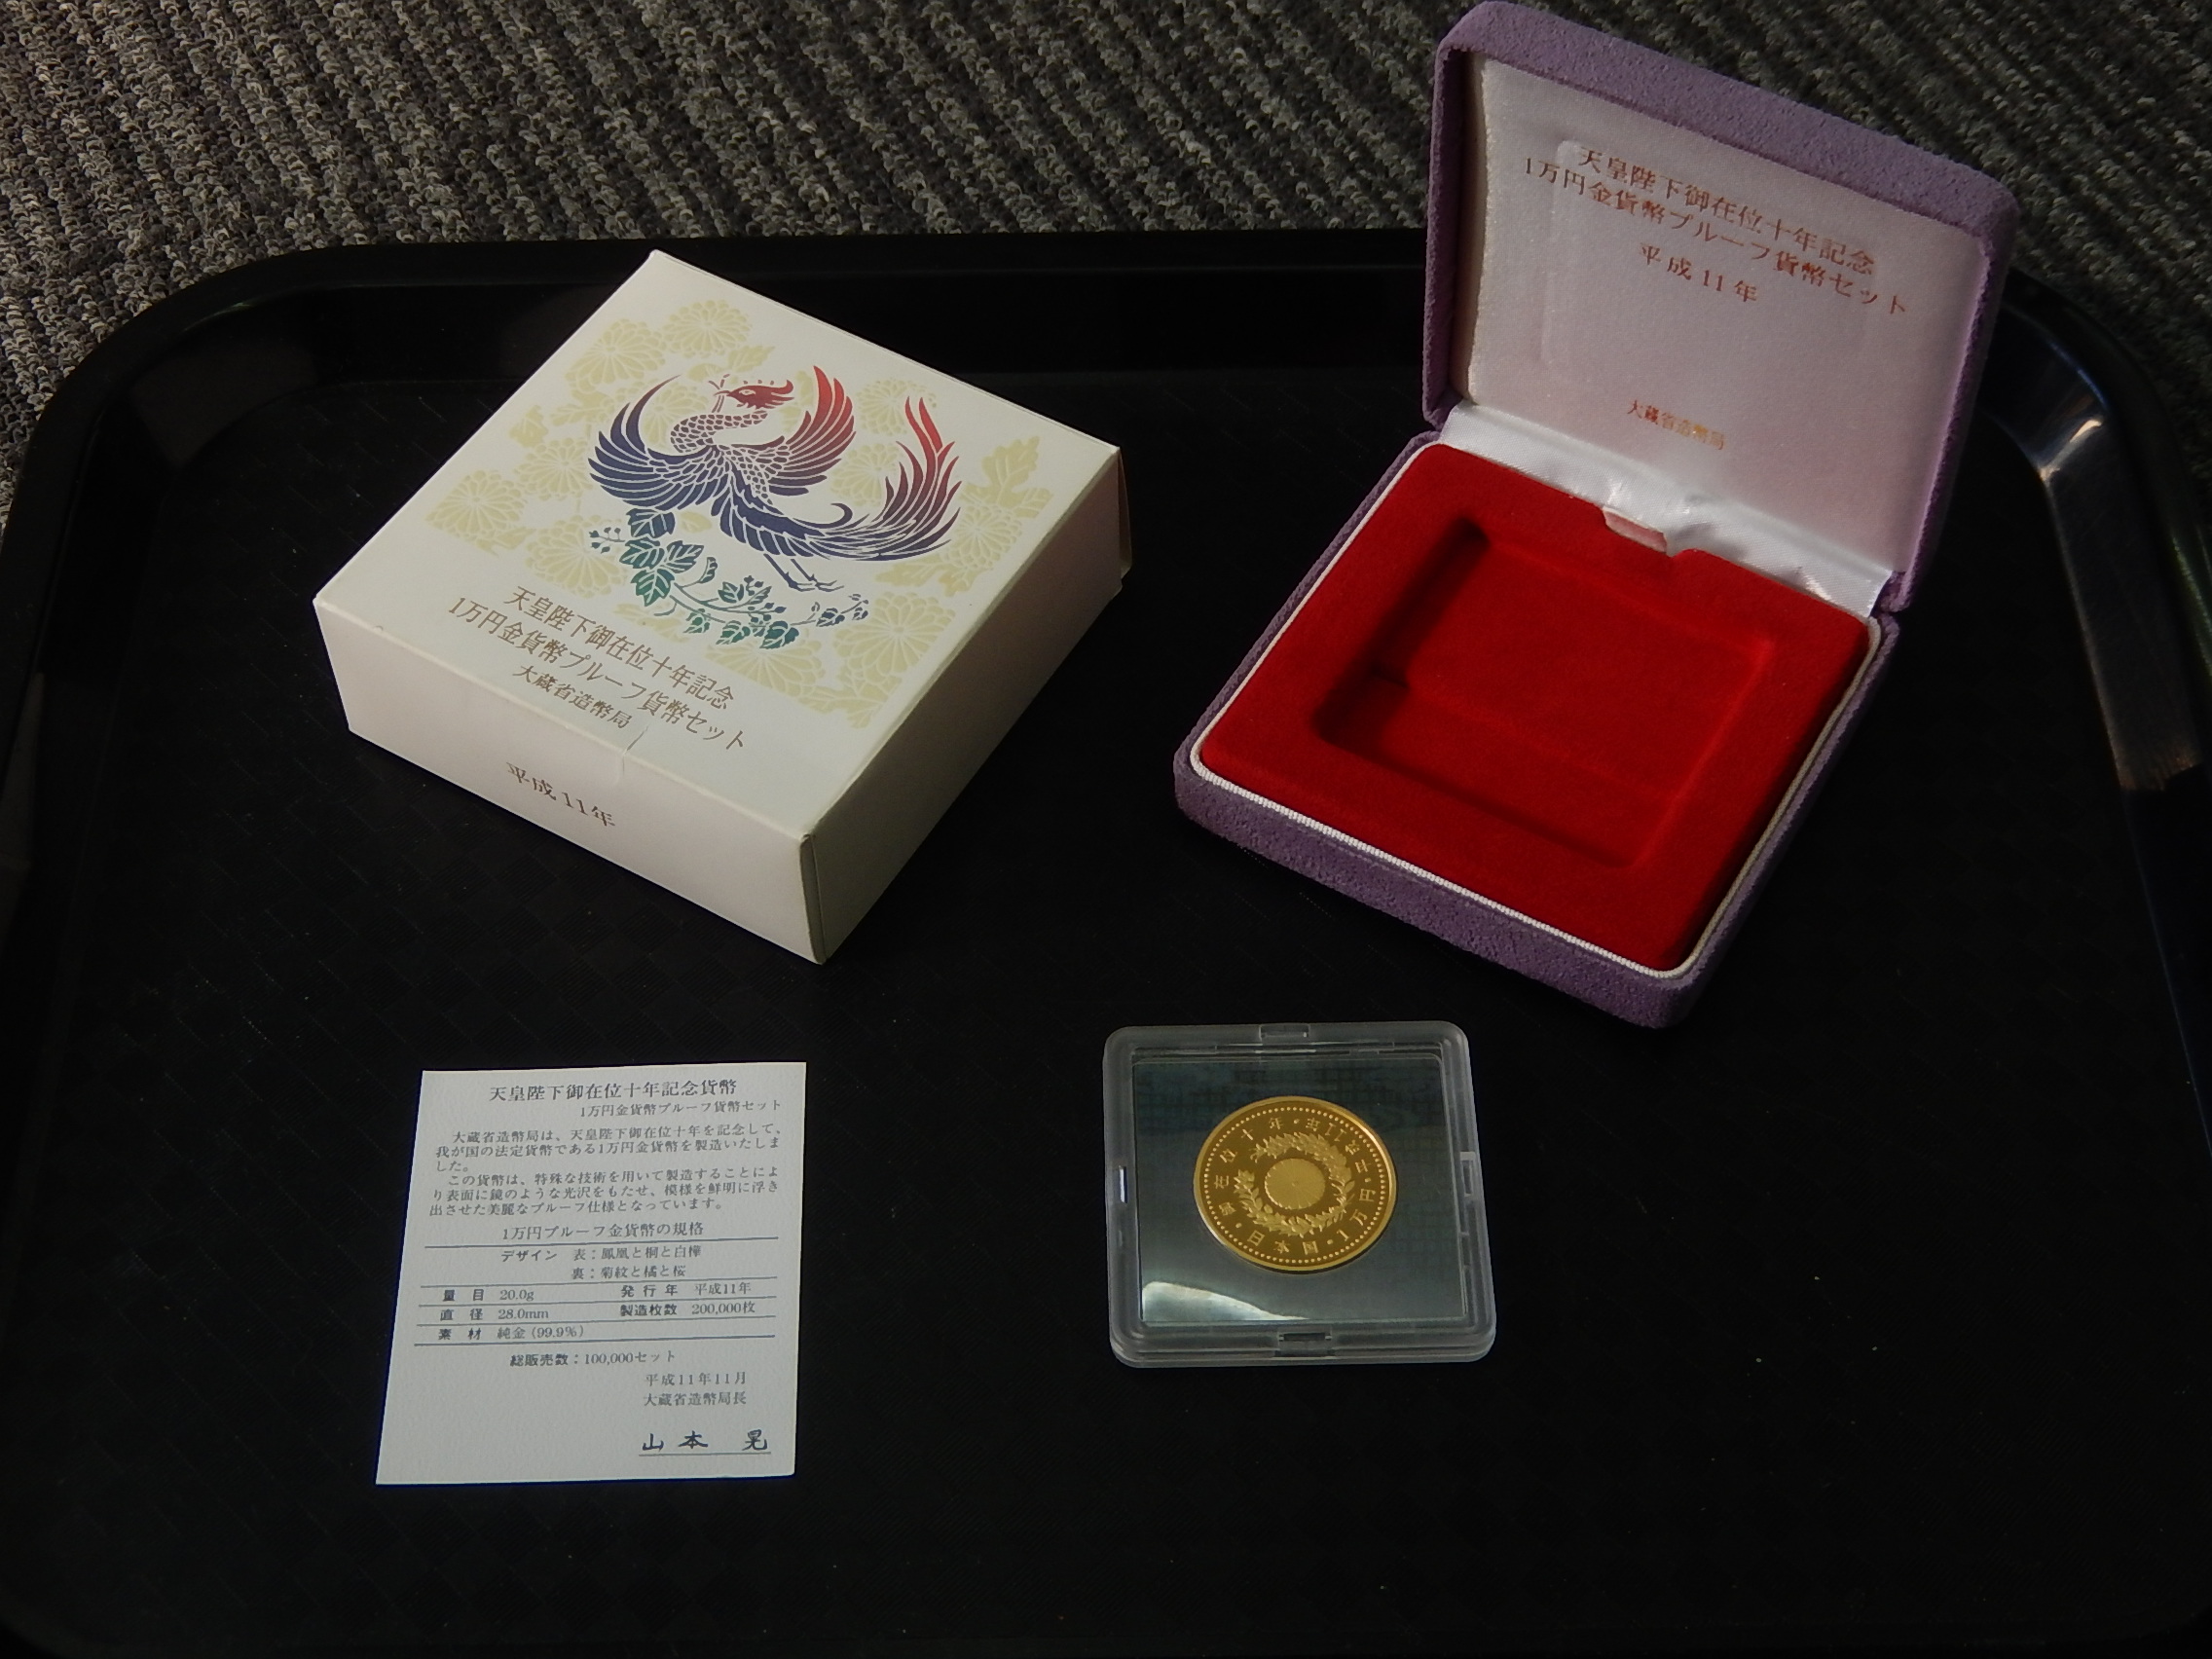 天皇陛下御在位十年記念
1万円金貨幣プルーフ貨幣セット
平成11年
大蔵省造幣局
天皇陛下御在位十年記念
1万円金貨幣プルーフ貨幣セット
大蔵省造幣局
平成11年
天皇陛下御在位十年記念貨幣
1万円金貨幣プルーフ貨幣セット
大蔵省造幣局は、天皇陛下御在位十年を記念して、
我が国の法定貨幣である1万円金貨幣を製造いたしま
した。
この貨幣は、特殊な技術を用いて製造することによ
り表面に鏡のような光沢をもたせ、模様を鮮明に浮き
出させた美麗なプルーフ仕様となっています。
1万円プルーフ金貨幣の規格
デザイン 表：鳳凰と桐と白樺
裏：菊紋と橘と桜
量目 20.0g 発行年 平成11年
直径 28.0mm 製造枚数 200,000枚
素材 純金(99.9%)
総販売数：100,000セット
平成11年11月
大蔵省造幣局長
山本 晃
御在位十年・平成11年・1万円・日本国・